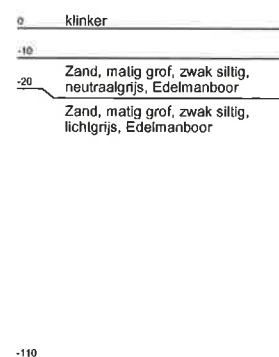 0 klinker
-10
Zand, matig grof, zwak siltig,
-20 neutraalgrijs, Edelmanboor
Zand, matig grof, zwak siltig,
lichtgrijs, Edelmanboor
-110